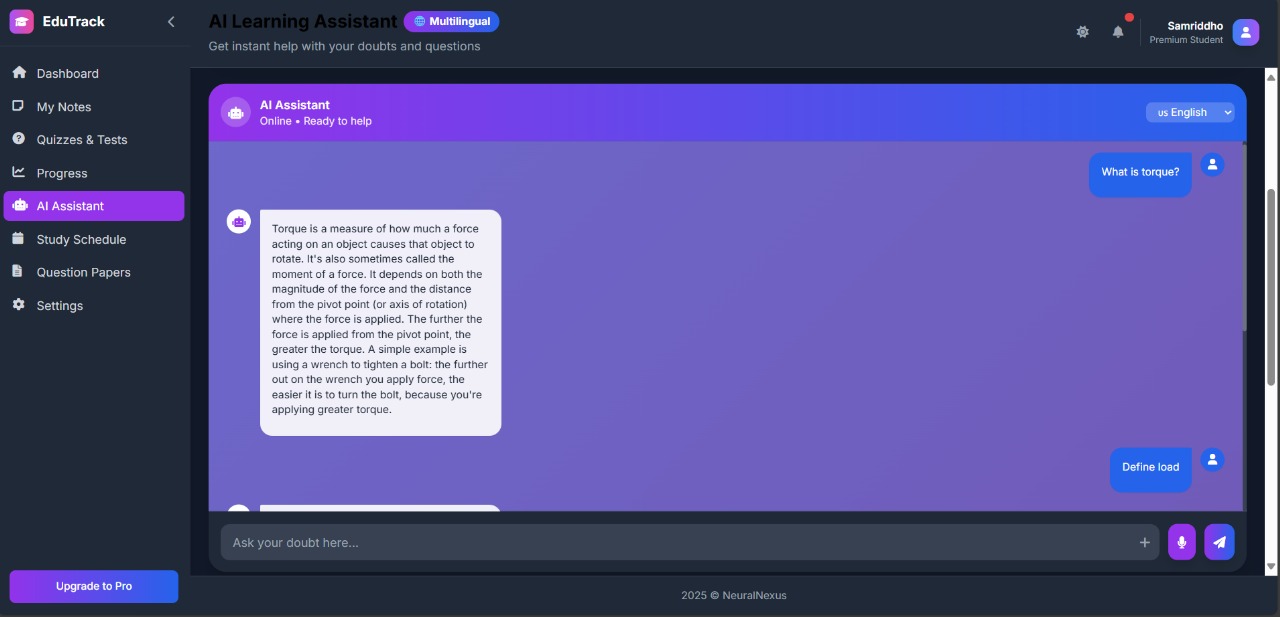 EduTrack
Dashboard
My Notes
Quizzes & Tests
Progress
AI Assistant
Study Schedule
Question Papers
Settings
Upgrade to Pro
AI Learning Assistant
Multilingual
Get instant help with your doubts and questions
Samriddho
Premium Student
AI Assistant
Online • Ready to help
us English
What is torque?
Torque is a measure of how much a force
acting on an object causes that object to
rotate. It's also sometimes called the
moment of a force. It depends on both the
magnitude of the force and the distance
from the pivot point (or axis of rotation)
where the force is applied. The further the
force is applied from the pivot point, the
greater the torque. A simple example is
using a wrench to tighten a bolt: the further
out on the wrench you apply force, the
easier it is to turn the bolt, because you're
applying greater torque.
Define load
Ask your doubt here...
2025 © NeuralNexus